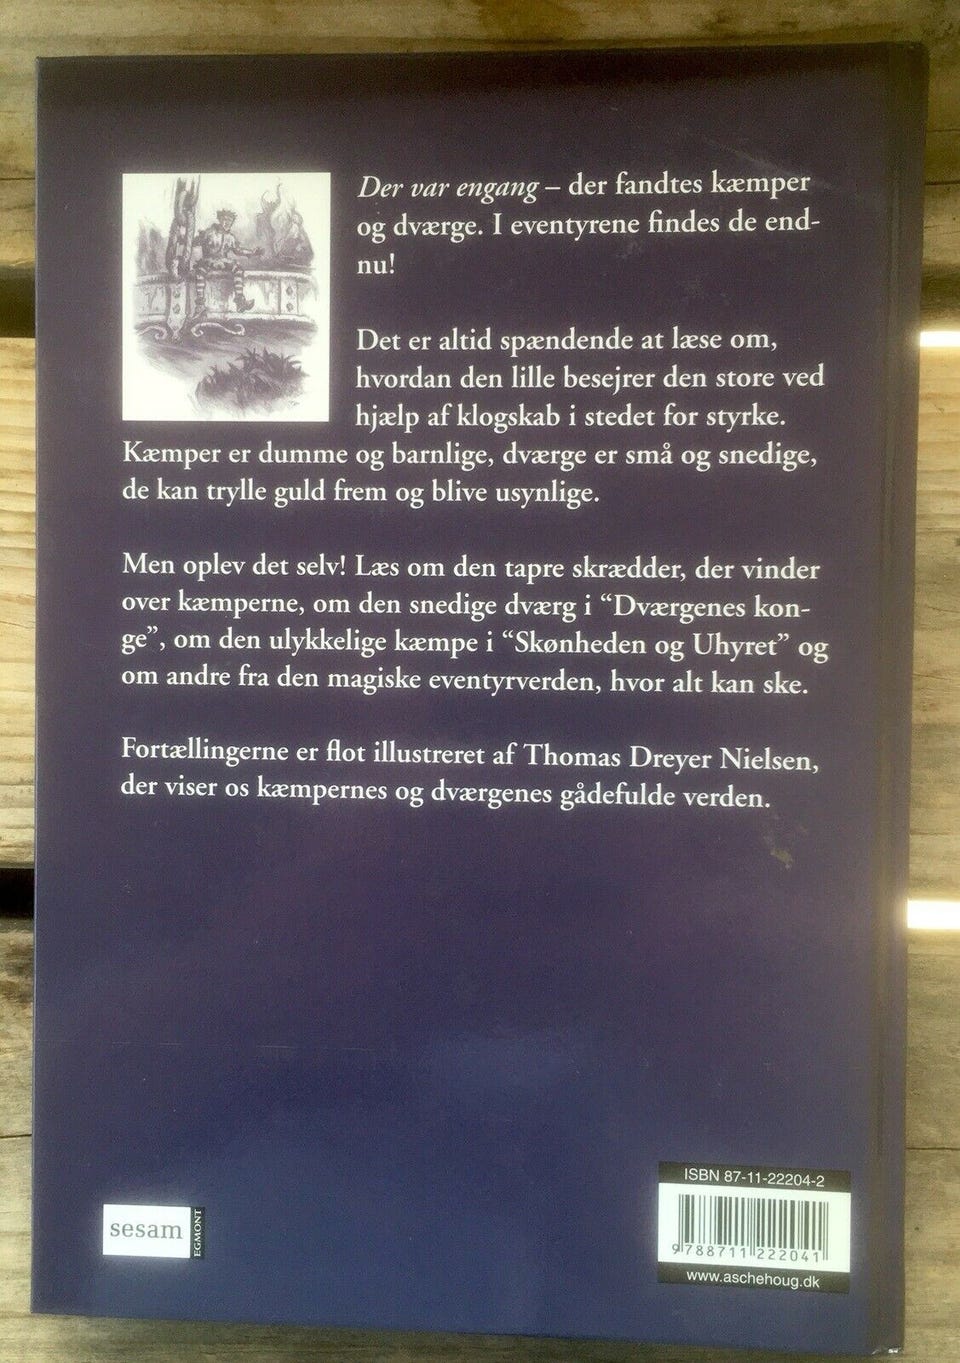 Der var engang – der fandtes kæmper
og dværge. I eventyrene findes de end-
nu!
Det er altid spændende at læse om,
hvordan den lille besejrer den store ved
hjælp af klogskab i stedet for styrke.
Kæmper er dumme og barnlige, dværge er små og snedige,
de kan trylle guld frem og blive usynlige.
Men oplev det selv! Læs om den tapre skrædder, der vinder
over kæmperne, om den snedige dværg i “Dværgenes kon-
ge”, om den ulykkelige kæmpe i “Skønheden og Uhyret” og
om andre fra den magiske eventyrverden, hvor alt kan ske.
Fortællingerne er flot illustreret af Thomas Dreyer Nielsen,
der viser os kæmpernes og dværgenes gådefulde verden.
sesam
EGMONT
ISBN 87-11-22204-2
9 788711 222041
www.aschehoug.dk